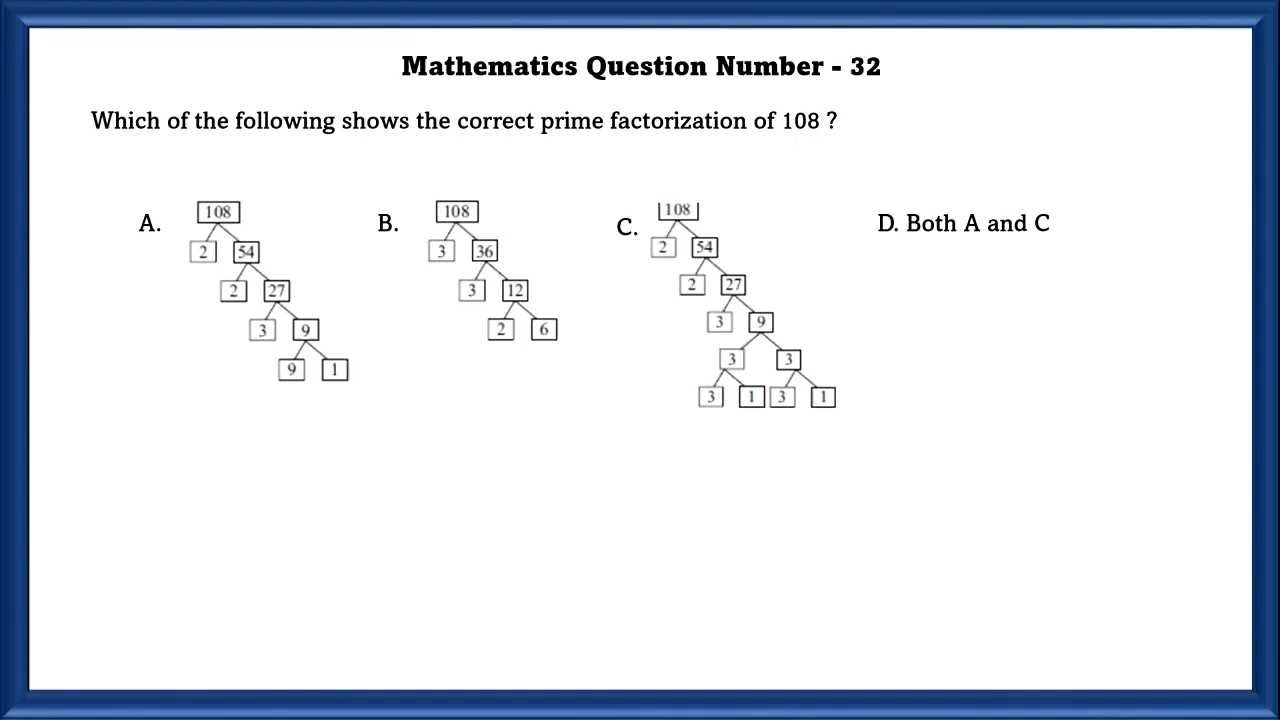 Mathematics Question Number - 32
Which of the following shows the correct prime factorization of 108 ?
A.
108
2 54
2 27
3 9
9 1
B.
108
3 36
3 12
2 6
C.
108
2 54
2 27
3 9
3 3
3 1 3 1
D. Both A and C